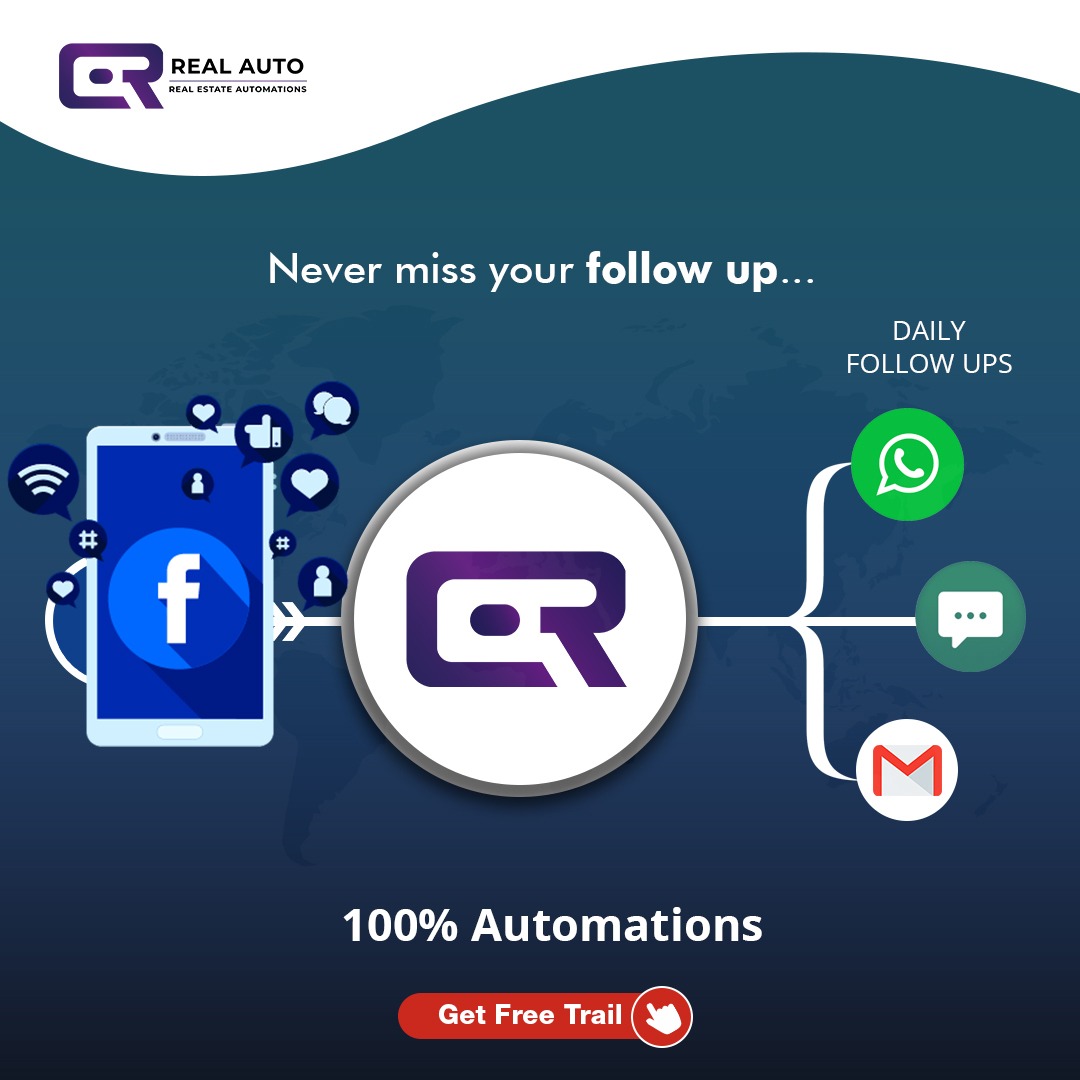 REAL AUTO
REAL ESTATE AUTOMATIONS
Never miss your follow up...
DAILY
FOLLOW UPS
100% Automations
Get Free Trail